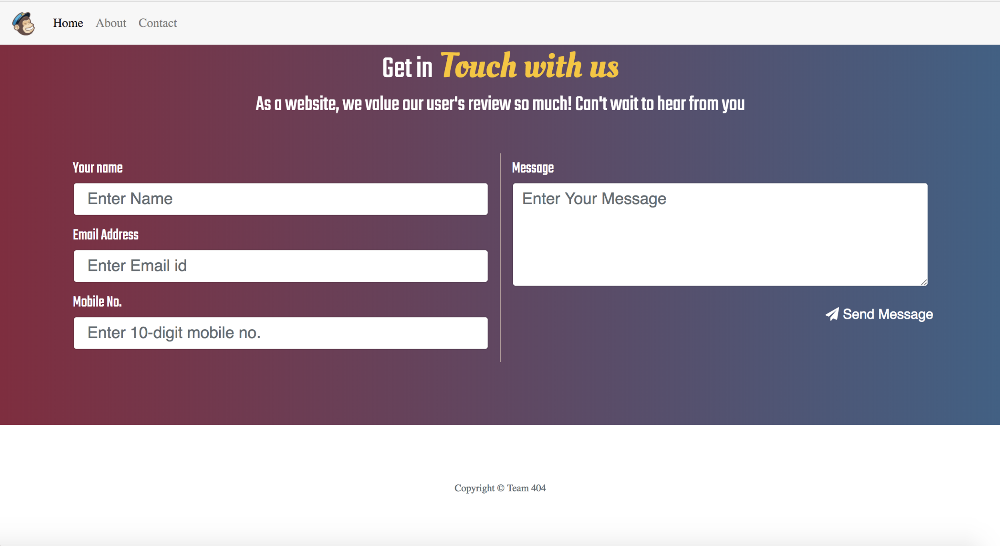 Home About Contact
Get in Touch with us
As a website, we value our user's review so much! Can't wait to hear from you
Your name
Enter Name
Email Address
Enter Email id
Mobile No.
Enter 10-digit mobile no.
Message
Enter Your Message
Send Message
Copyright © Team 404